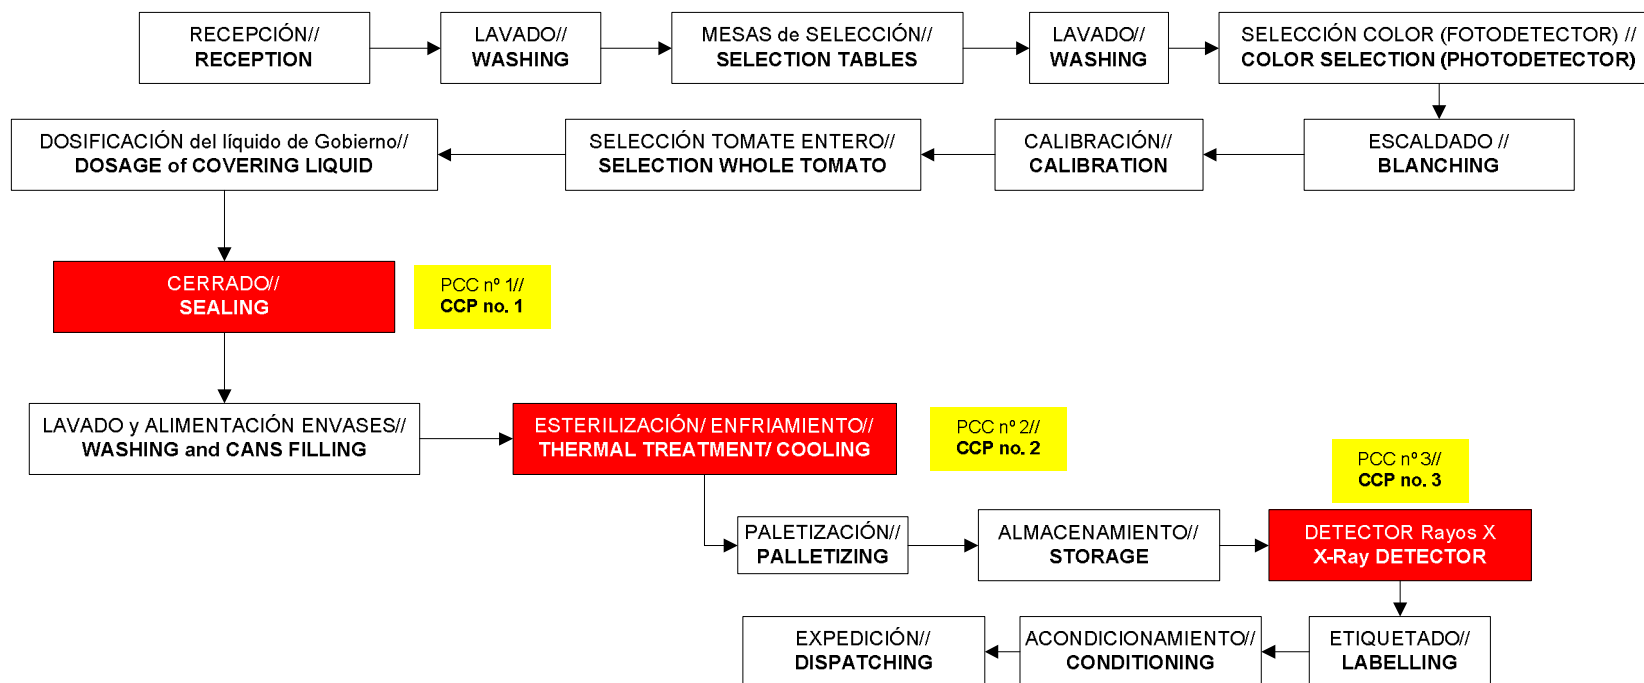 RECEPCIÓN//
RECEPTION
LAVADO//
WASHING
MESAS de SELECCIÓN//
SELECTION TABLES
LAVADO//
WASHING
SELECCIÓN COLOR (FOTODETECTOR) //
COLOR SELECTION (PHOTODETECTOR)
ESCALDADO //
BLANCHING
CALIBRACIÓN//
CALIBRATION
SELECCIÓN TOMATE ENTERO//
SELECTION WHOLE TOMATO
DOSIFICACIÓN del líquido de Gobierno//
DOSAGE of COVERING LIQUID
CERRADO//
SEALING
PCC nº 1//
CCP no. 1
LAVADO y ALIMENTACIÓN ENVASES//
WASHING and CANS FILLING
ESTERILIZACIÓN/ ENFRIAMIENTO//
THERMAL TREATMENT/ COOLING
PCC nº 2//
CCP no. 2
PALETIZACIÓN//
PALLETIZING
ALMACENAMIENTO//
STORAGE
PCC nº 3//
CCP no. 3
DETECTOR Rayos X
X-Ray DETECTOR
ETIQUETADO//
LABELLING
ACONDICIONAMIENTO//
CONDITIONING
EXPEDICIÓN//
DISPATCHING